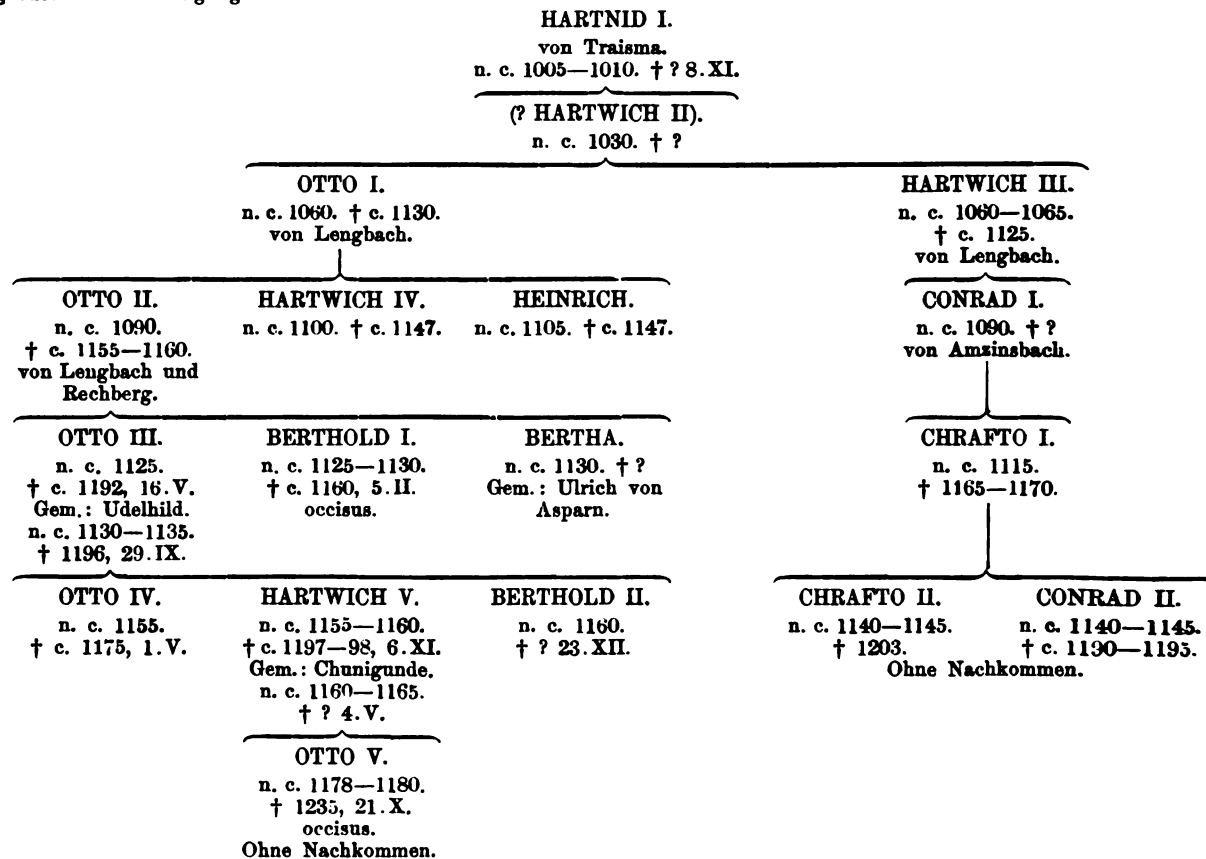 HARTNID I.
von Traisma.
n. c. 1005—1010. † ? 8.XI.
(? HARTWICH II).
n. c. 1030. † ?
OTTO I.
n. c. 1060. † c. 1130.
von Lengbach.
HARTWICH III.
n. c. 1060—1065.
† c. 1125.
von Lengbach.
OTTO II.
n. c. 1090.
† c. 1155—1160.
von Lengbach und
Rechberg.
HARTWICH IV.
n. c. 1100. † c. 1147.
HEINRICH.
n. c. 1105. † c. 1147.
CONRAD I.
n. c. 1090. † ?
von Amzinsbach.
OTTO III.
n. c. 1125.
† c. 1192, 16.V.
Gem.: Udelhild.
n. c. 1130—1135.
† 1196, 29.IX.
BERTHOLD I.
n. c. 1125—1130.
† c. 1160, 5.II.
occisus.
BERTHA.
n. c. 1130. † ?
Gem.: Ulrich von
Asparn.
CHRAFTO I.
n. c. 1115.
† 1165—1170.
OTTO IV.
n. c. 1155.
† c. 1175, 1.V.
HARTWICH V.
n. c. 1155—1160.
† c. 1197—98, 6.XI.
Gem.: Chunigunde.
n. c. 1160—1165.
† ? 4.V.
BERTHOLD II.
n. c. 1160.
† ? 23.XII.
CHRAFTO II.
n. c. 1140—1145.
† 1203.
CONRAD II.
n. c. 1140—1145.
† c. 1190—1195.
Ohne Nachkommen.
OTTO V.
n. c. 1178—1180.
† 1235, 21.X.
occisus.
Ohne Nachkommen.